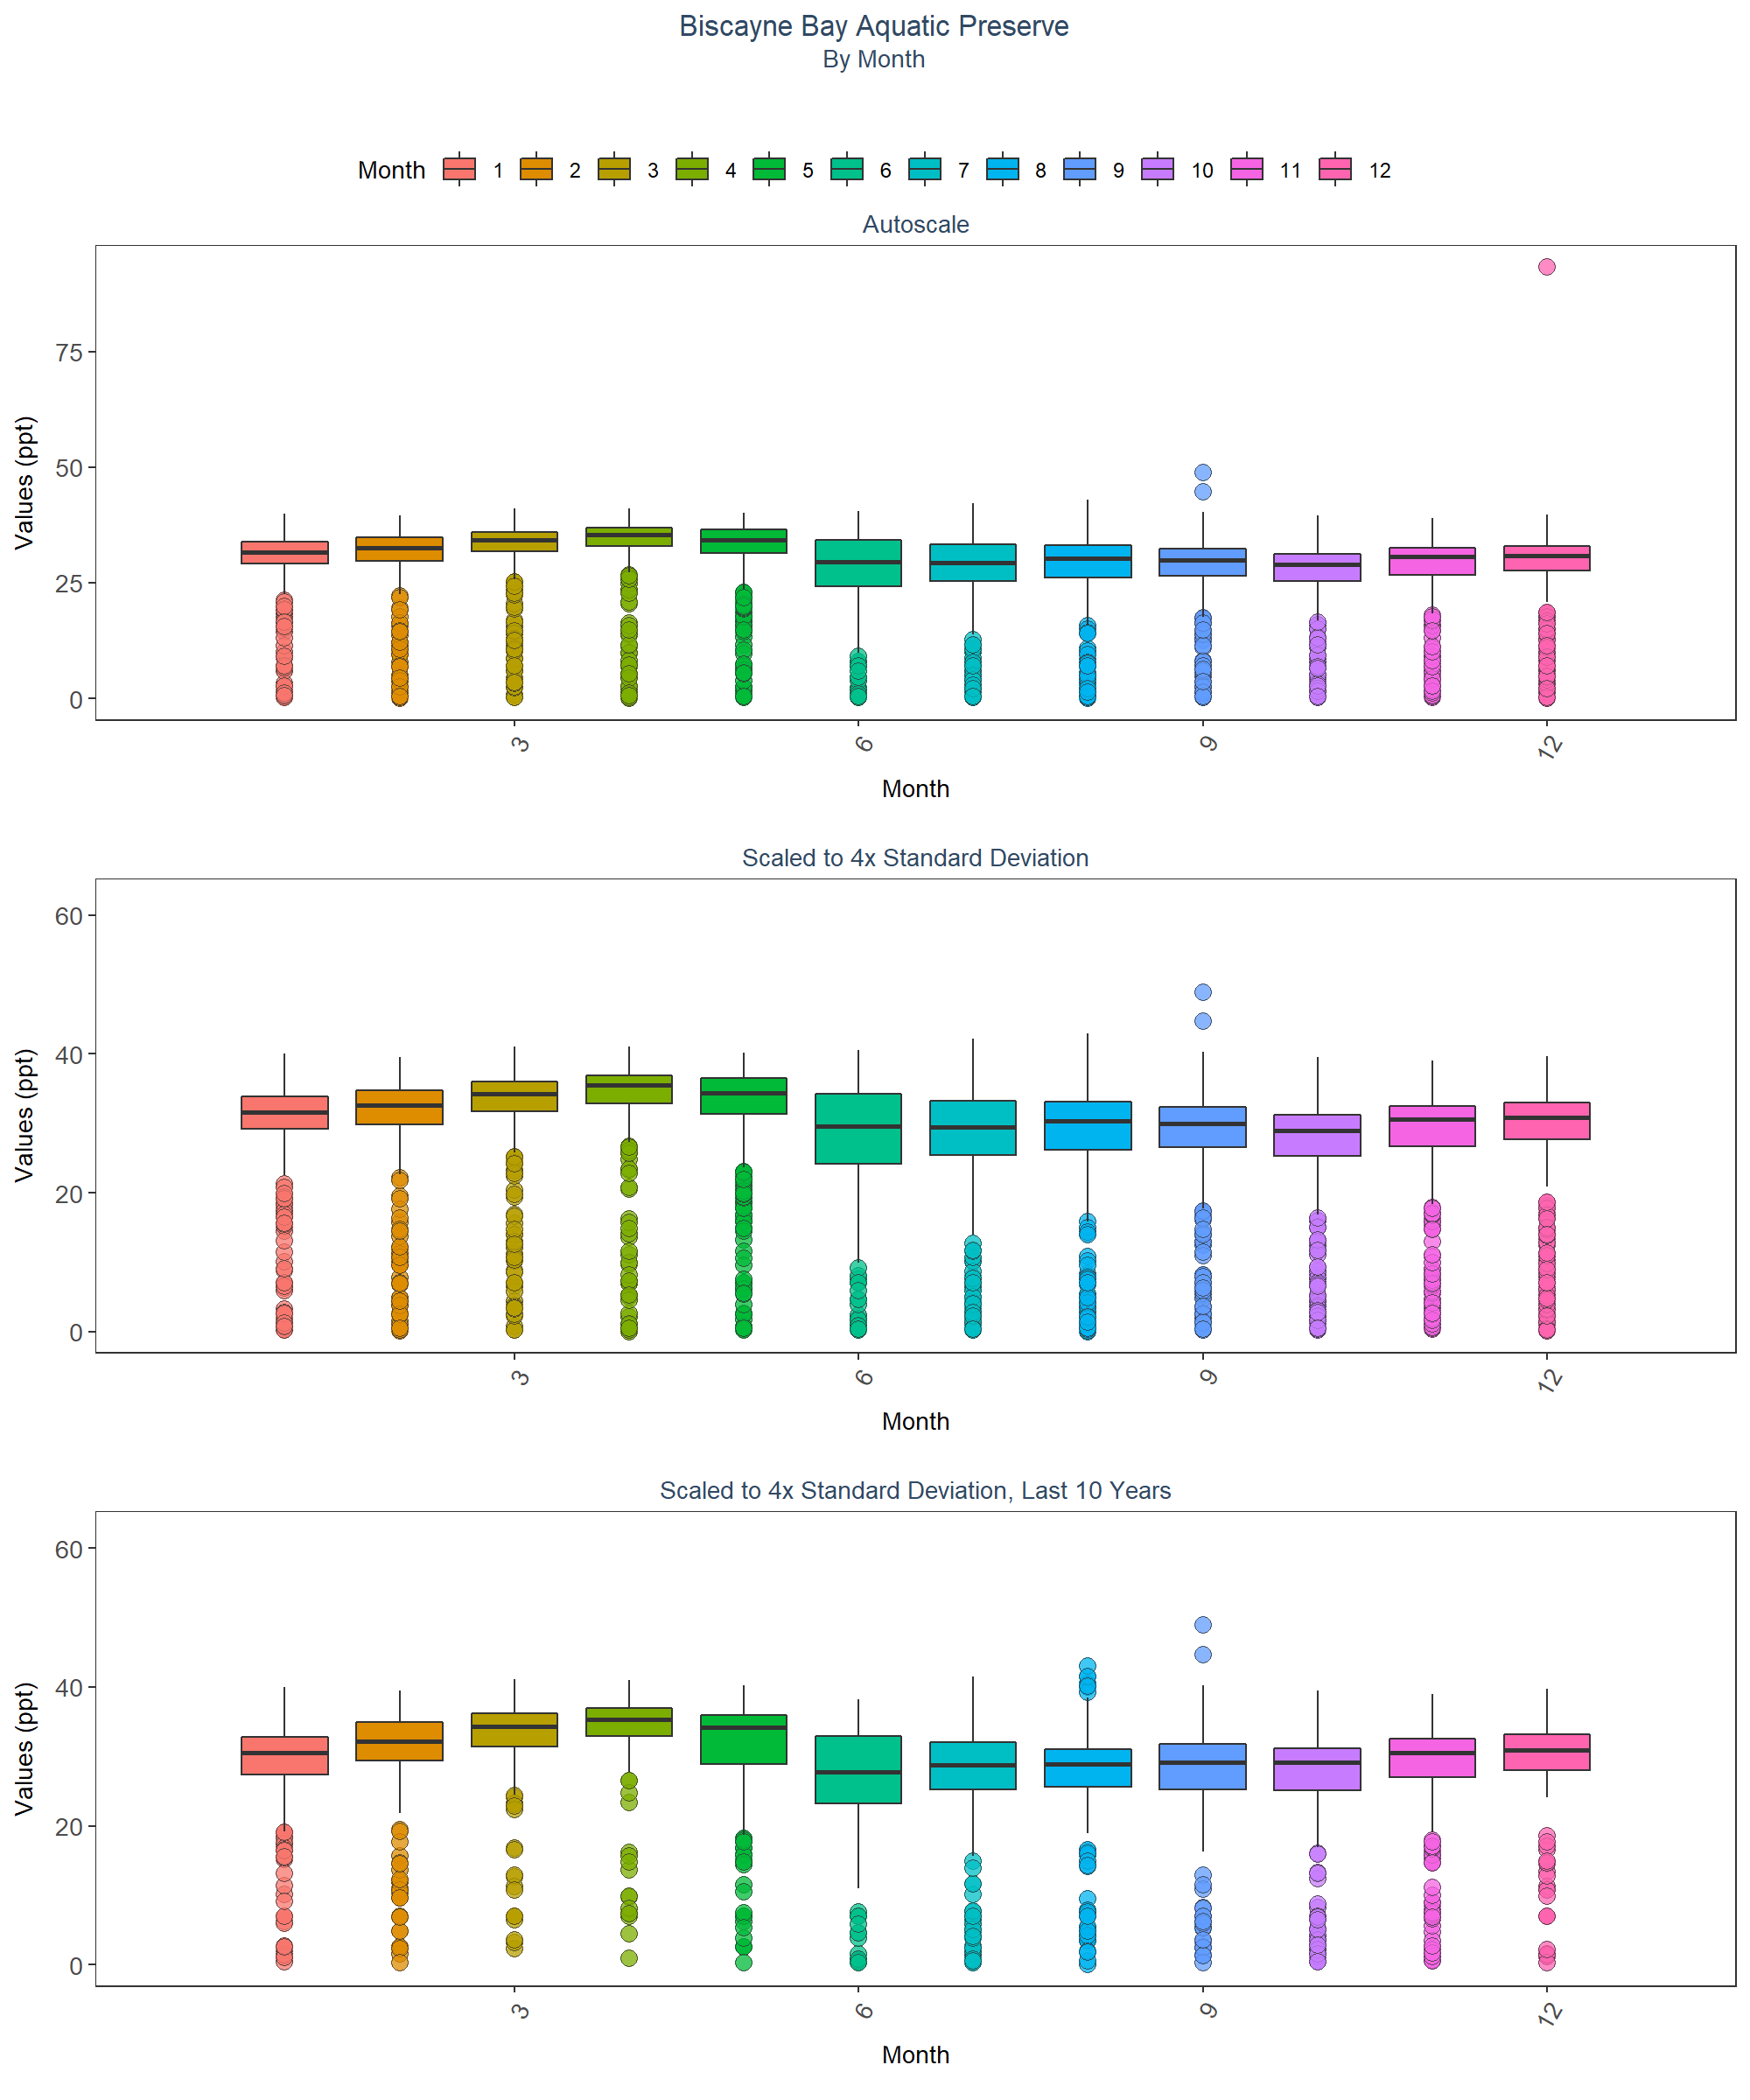 Biscayne Bay Aquatic Preserve
By Month
Month 1 2 3 4 5 6 7 8 9 10 11 12
Autoscale
Values (ppt)
75
50
25
0
3 6 9 12
Month
Scaled to 4x Standard Deviation
Values (ppt)
60
40
20
0
3 6 9 12
Month
Scaled to 4x Standard Deviation, Last 10 Years
Values (ppt)
60
40
20
0
3 6 9 12
Month